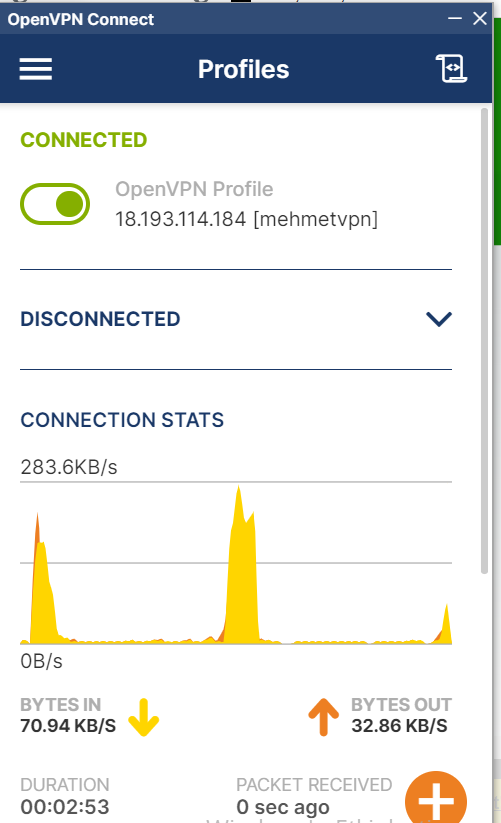 OpenVPN Connect
Profiles
CONNECTED
OpenVPN Profile
18.193.114.184 [mehmetvpn]
DISCONNECTED
CONNECTION STATS
283.6KB/s
0B/s
BYTES IN
70.94 KB/S
BYTES OUT
32.86 KB/S
DURATION
00:02:53
PACKET RECEIVED
0 sec ago